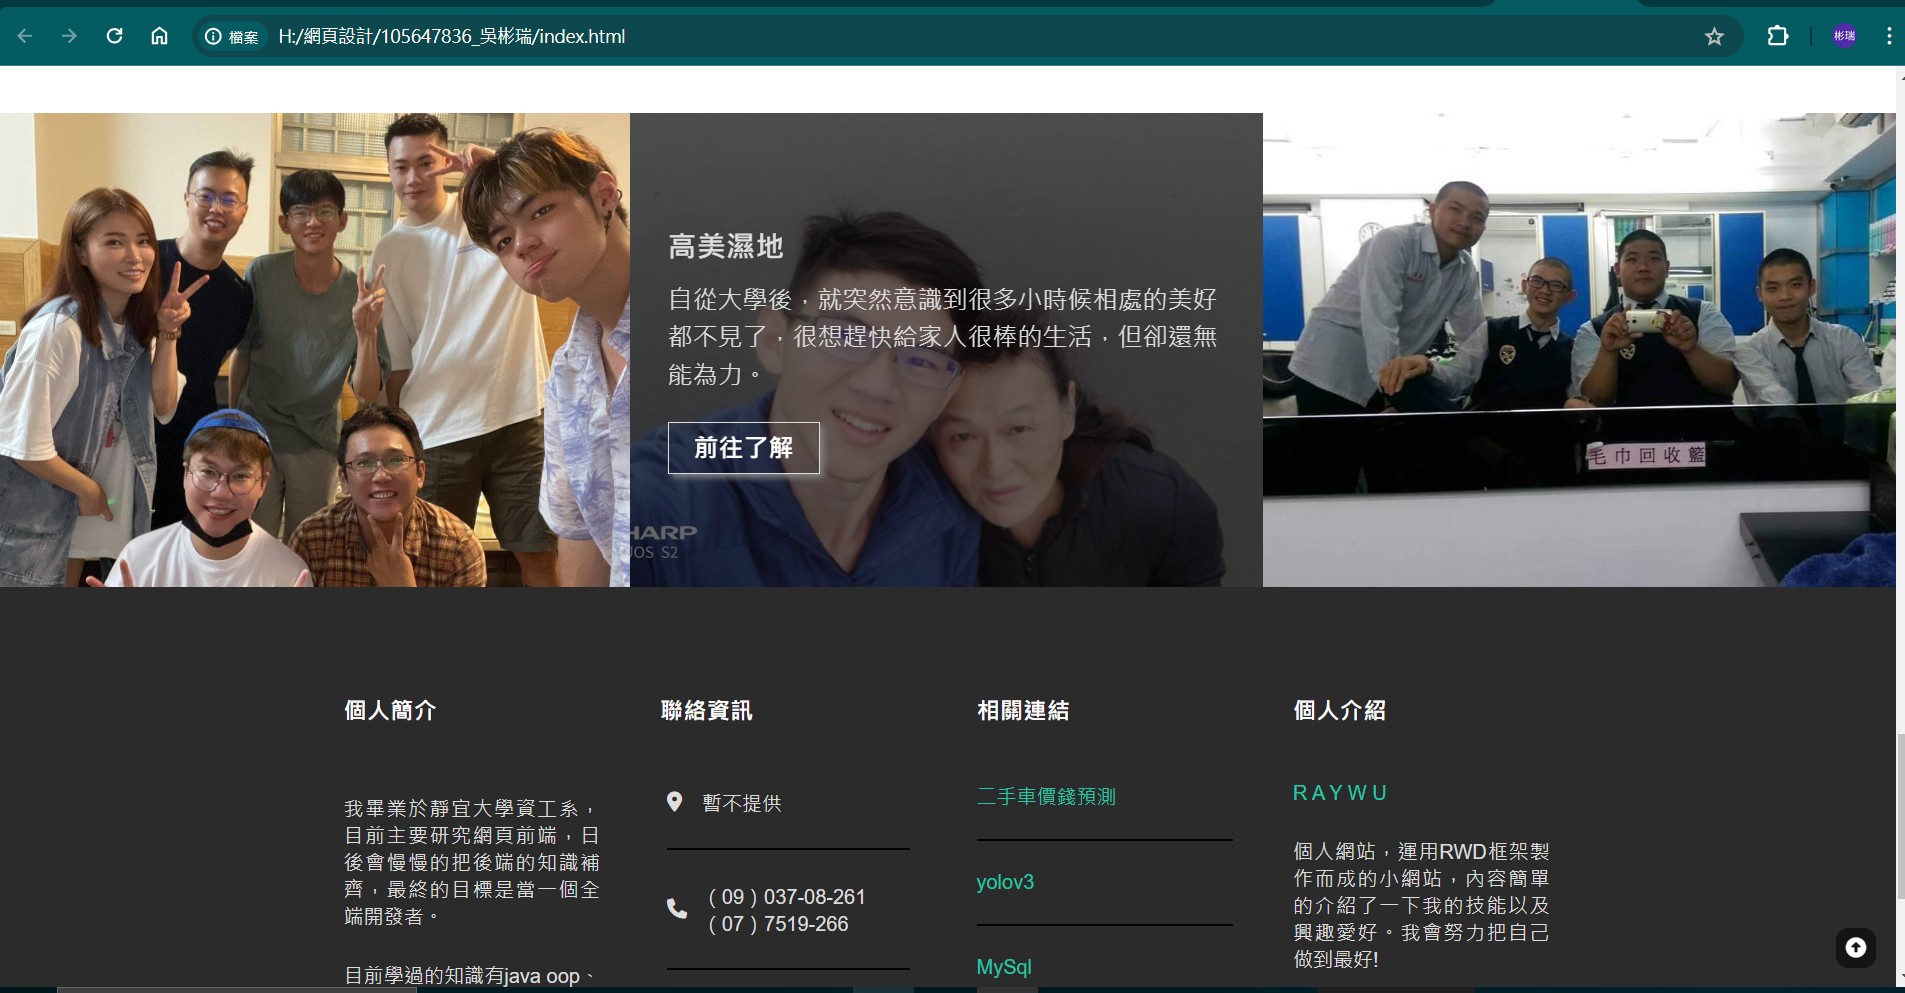 彬瑞
檔案
H:/網頁設計/105647836_吳彬瑞/index.html
高美濕地
自從大學後，就突然意識到很多小時候相處的美好
都不見了，很想趕快給家人很棒的生活，但卻還無
能為力。
前往了解
HARP
JOS S2
毛巾回收籃
個人簡介
我畢業於靜宜大學資工系，
目前主要研究網頁前端，日
後會慢慢的把後端的知識補
齊，最終的目標是當一個全
端開發者。
目前學過的知識有java oop、
聯絡資訊
暫不提供
( 09 ) 037-08-261
( 07 ) 7519-266
相關連結
二手車價錢預測
yolov3
MySql
個人介紹
RAYWU
個人網站，運用RWD框架製
作而成的小網站，內容簡單
的介紹了一下我的技能以及
興趣愛好。我會努力把自己
做到最好!